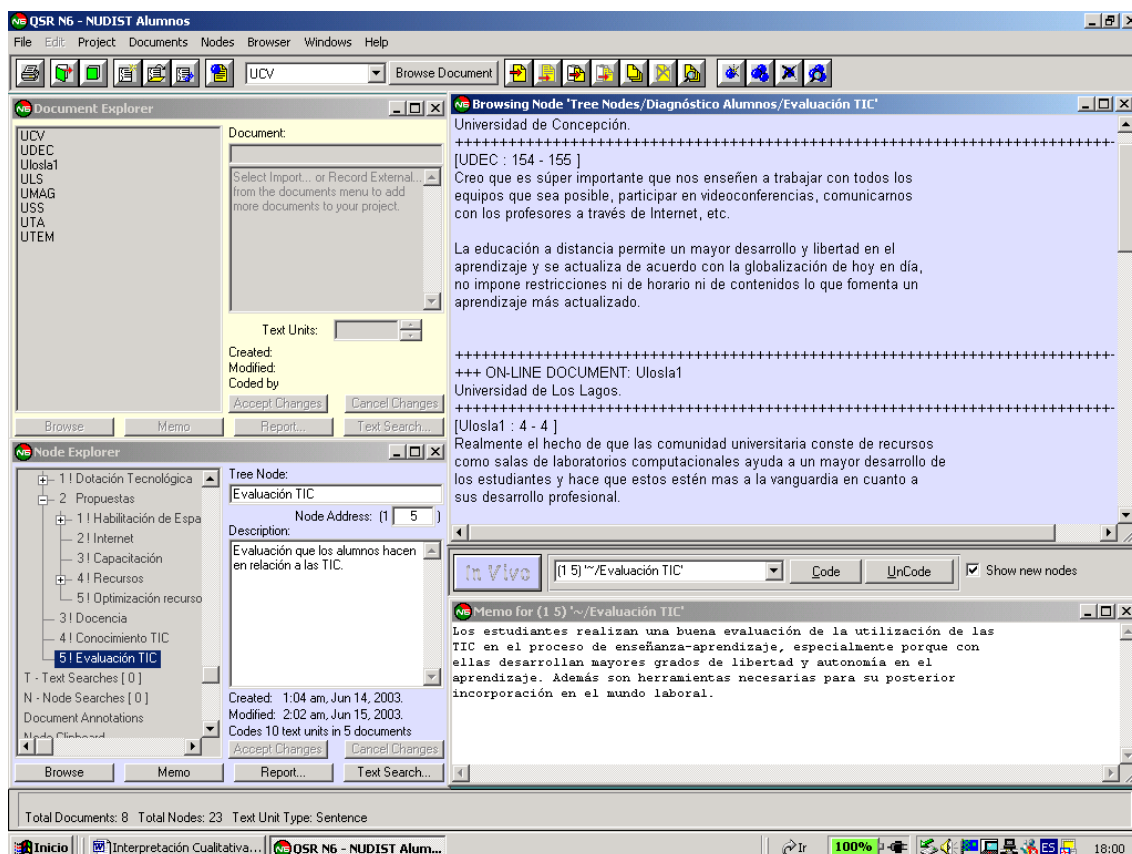 QSR N6 - NUDIST Alumnos
File Edit Project Documents Nodes Browser Windows Help
UCV Browse Document
Document Explorer
UCV
UDEC
Ulosla1
ULS
UMAG
USS
UTA
UTEM
Document:
Select Import... or Record External...
from the documents menu to add
more documents to your project.
Text Units:
Created:
Modified:
Coded by
Accept Changes Cancel Changes
Browse Memo Report... Text Search...
Browsing Node 'Tree Nodes/Diagnóstico Alumnos/Evaluación TIC'
Universidad de Concepción.
+++++++++++++++++++++++++++++++++++++++++++++++++++++++++++++++++++++++-
[UDEC : 154 - 155 ]
Creo que es súper importante que nos enseñen a trabajar con todos los
equipos que sea posible, participar en videoconferencias, comunicarnos
con los profesores a través de Internet, etc.
La educación a distancia permite un mayor desarrollo y libertad en el
aprendizaje y se actualiza de acuerdo con la globalización de hoy en día,
no impone restricciones ni de horario ni de contenidos lo que fomenta un
aprendizaje más actualizado.
+++++++++++++++++++++++++++++++++++++++++++++++++++++++++++++++++++++++-
+++ ON-LINE DOCUMENT: Ulosla1
Universidad de Los Lagos.
+++++++++++++++++++++++++++++++++++++++++++++++++++++++++++++++++++++++-
[Ulosla1 : 4 - 4 ]
Realmente el hecho de que las comunidad universitaria conste de recursos
como salas de laboratorios computacionales ayuda a un mayor desarrollo de
los estudiantes y hace que estos estén mas a la vanguardia en cuanto a
sus desarrollo profesional.
Node Explorer
1 ! Dotación Tecnológica
2 Propuestas
1 ! Habilitación de Espa
2 ! Internet
3 ! Capacitación
4 ! Recursos
5 ! Optimización recurso
3 ! Docencia
4 ! Conocimiento TIC
5 ! Evaluación TIC
T - Text Searches [ 0 ]
N - Node Searches [ 0 ]
Document Annotations
Node Clipboard
Tree Node:
Evaluación TIC
Node Address: (1 5 )
Description:
Evaluación que los alumnos hacen
en relación a las TIC.
Created: 1:04 am, Jun 14, 2003.
Modified: 2:02 am, Jun 15, 2003.
Codes 10 text units in 5 documents
Accept Changes Cancel Changes
Browse Memo Report... Text Search...
In Vivo (1 5) '~/Evaluación TIC' Code UnCode Show new nodes
Memo for (1 5) '~/Evaluación TIC'
Los estudiantes realizan una buena evaluación de la utilización de las
TIC en el proceso de enseñanza-aprendizaje, especialmente porque con
ellas desarrollan mayores grados de libertad y autonomía en el
aprendizaje. Además son herramientas necesarias para su posterior
incorporación en el mundo laboral.
Total Documents: 8 Total Nodes: 23 Text Unit Type: Sentence
Inicio Interpretación Cualitativa... QSR N6 - NUDIST Alum... Ir 100% ES 18:00